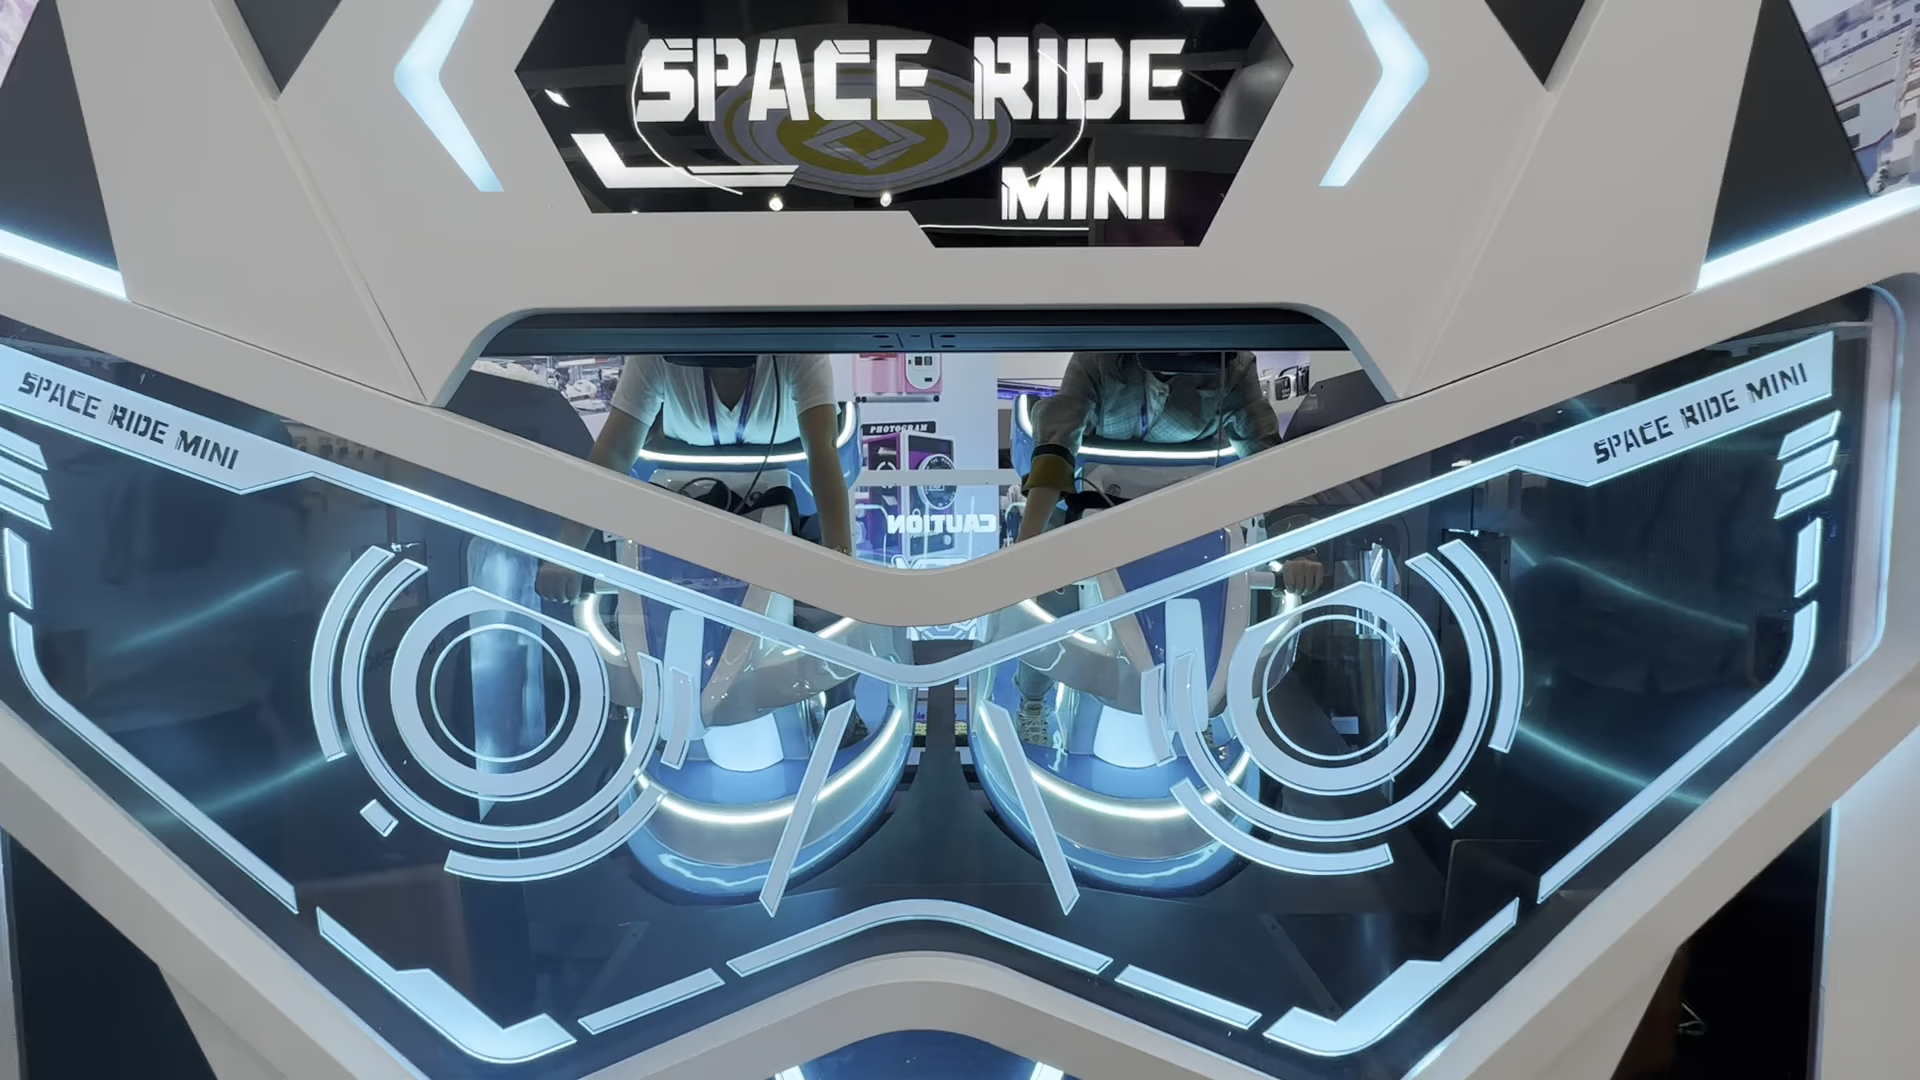 SPACE RIDE
MINI
SPACE RIDE MINI
SPACE RIDE MINI
PHOTOGRAM
CAUTION